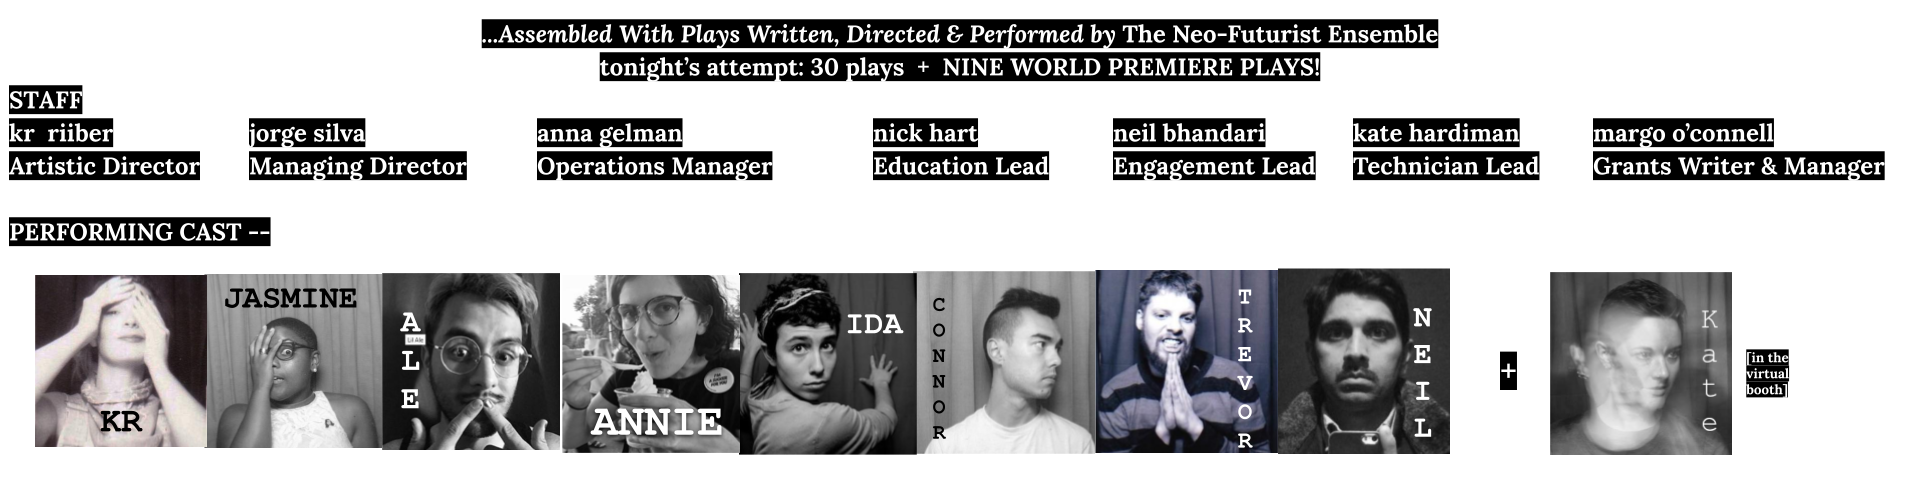 ...Assembled With Plays Written, Directed & Performed by The Neo-Futurist Ensemble
tonight’s attempt: 30 plays + NINE WORLD PREMIERE PLAYS!
STAFF
kr riiber jorge silva anna gelman nick hart neil bhandari kate hardiman margo o’connell
Artistic Director Managing Director Operations Manager Education Lead Engagement Lead Technician Lead Grants Writer & Manager
PERFORMING CAST --
KR
JASMINE
ALE
Lil Ale
ANNIE
IDA
CONNOR
TREVOR
NEIL
+
Kate
[in the
virtual
booth]